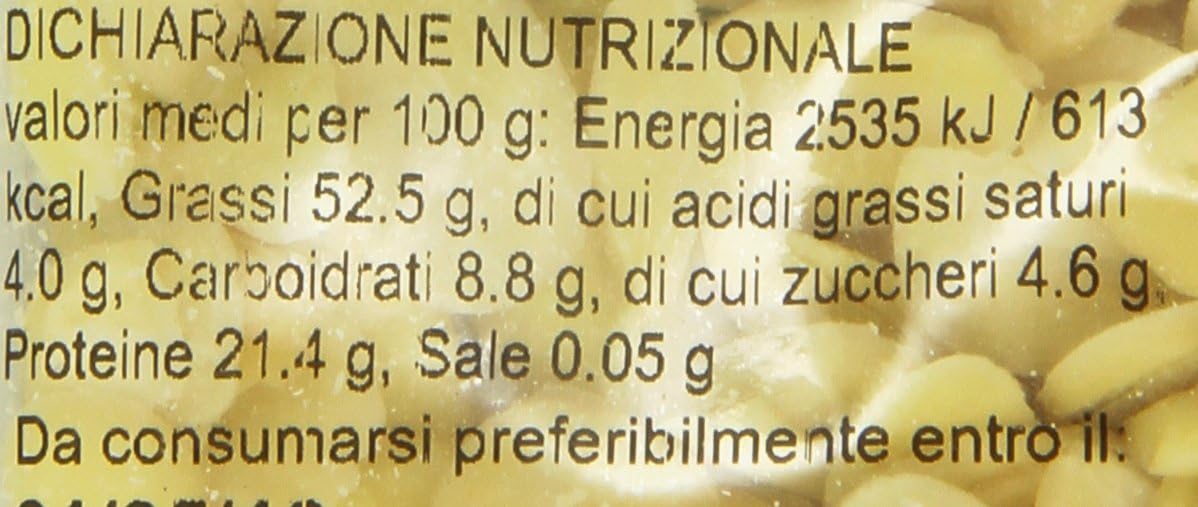 DICHIARAZIONE NUTRIZIONALE
valori medi per 100 g: Energia 2535 kJ / 613
kcal, Grassi 52.5 g, di cui acidi grassi saturi
4.0 g, Carboidrati 8.8 g, di cui zuccheri 4.6 g,
Proteine 21.4 g, Sale 0.05 g
Da consumarsi preferibilmente entro il: